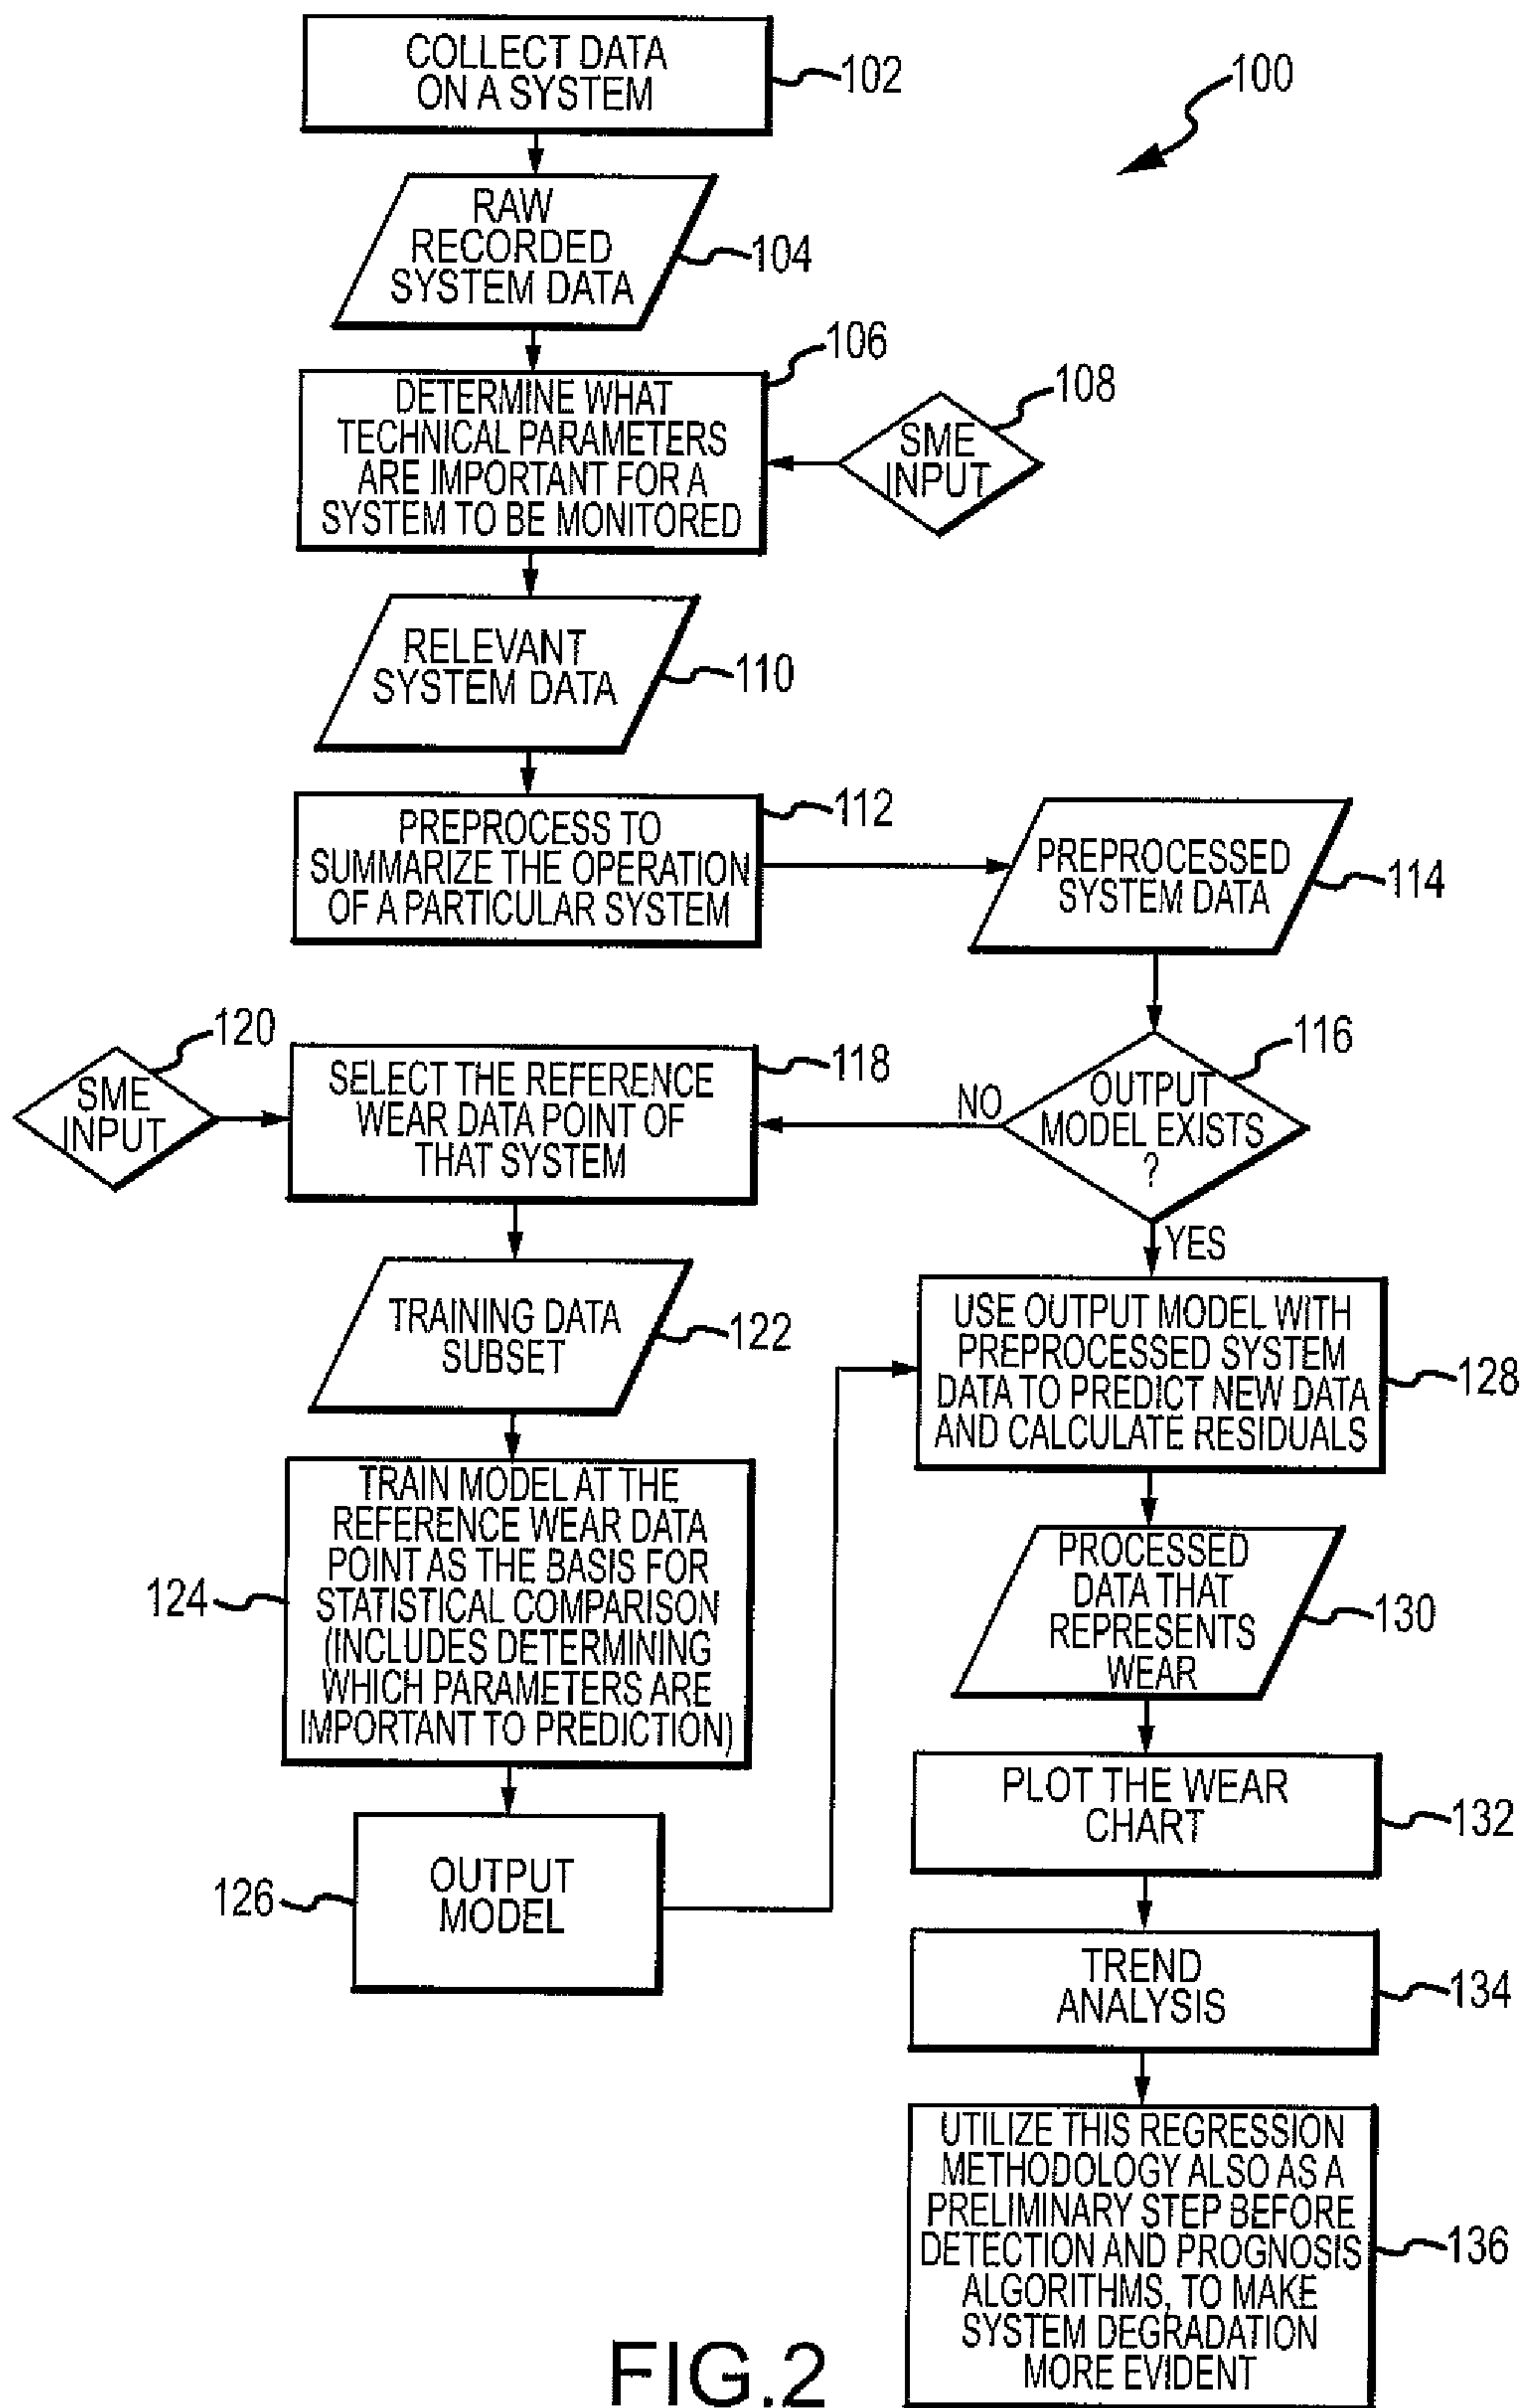 COLLECT DATA
ON A SYSTEM
102
100
RAW
RECORDED
SYSTEM DATA
104
106
DETERMINE WHAT
TECHNICAL PARAMETERS
ARE IMPORTANT FOR A
SYSTEM TO BE MONITORED
108
SME
INPUT
RELEVANT
SYSTEM DATA
110
PREPROCESS TO
SUMMARIZE THE OPERATION
OF A PARTICULAR SYSTEM
112
PREPROCESSED
SYSTEM DATA
114
120
SME
INPUT
SELECT THE REFERENCE
WEAR DATA POINT OF
THAT SYSTEM
118
NO
116
OUTPUT
MODEL EXISTS
?
YES
TRAINING DATA
SUBSET
122
USE OUTPUT MODEL WITH
PREPROCESSED SYSTEM
DATA TO PREDICT NEW DATA
AND CALCULATE RESIDUALS
128
124
TRAIN MODEL AT THE
REFERENCE WEAR DATA
POINT AS THE BASIS FOR
STATISTICAL COMPARISON
(INCLUDES DETERMINING
WHICH PARAMETERS ARE
IMPORTANT TO PREDICTION)
PROCESSED
DATA THAT
REPRESENTS
WEAR
130
126
OUTPUT
MODEL
PLOT THE WEAR
CHART
132
TREND
ANALYSIS
134
UTILIZE THIS REGRESSION
METHODOLOGY ALSO AS A
PRELIMINARY STEP BEFORE
DETECTION AND PROGNOSIS
ALGORITHMS, TO MAKE
SYSTEM DEGRADATION
MORE EVIDENT
136
FIG.2